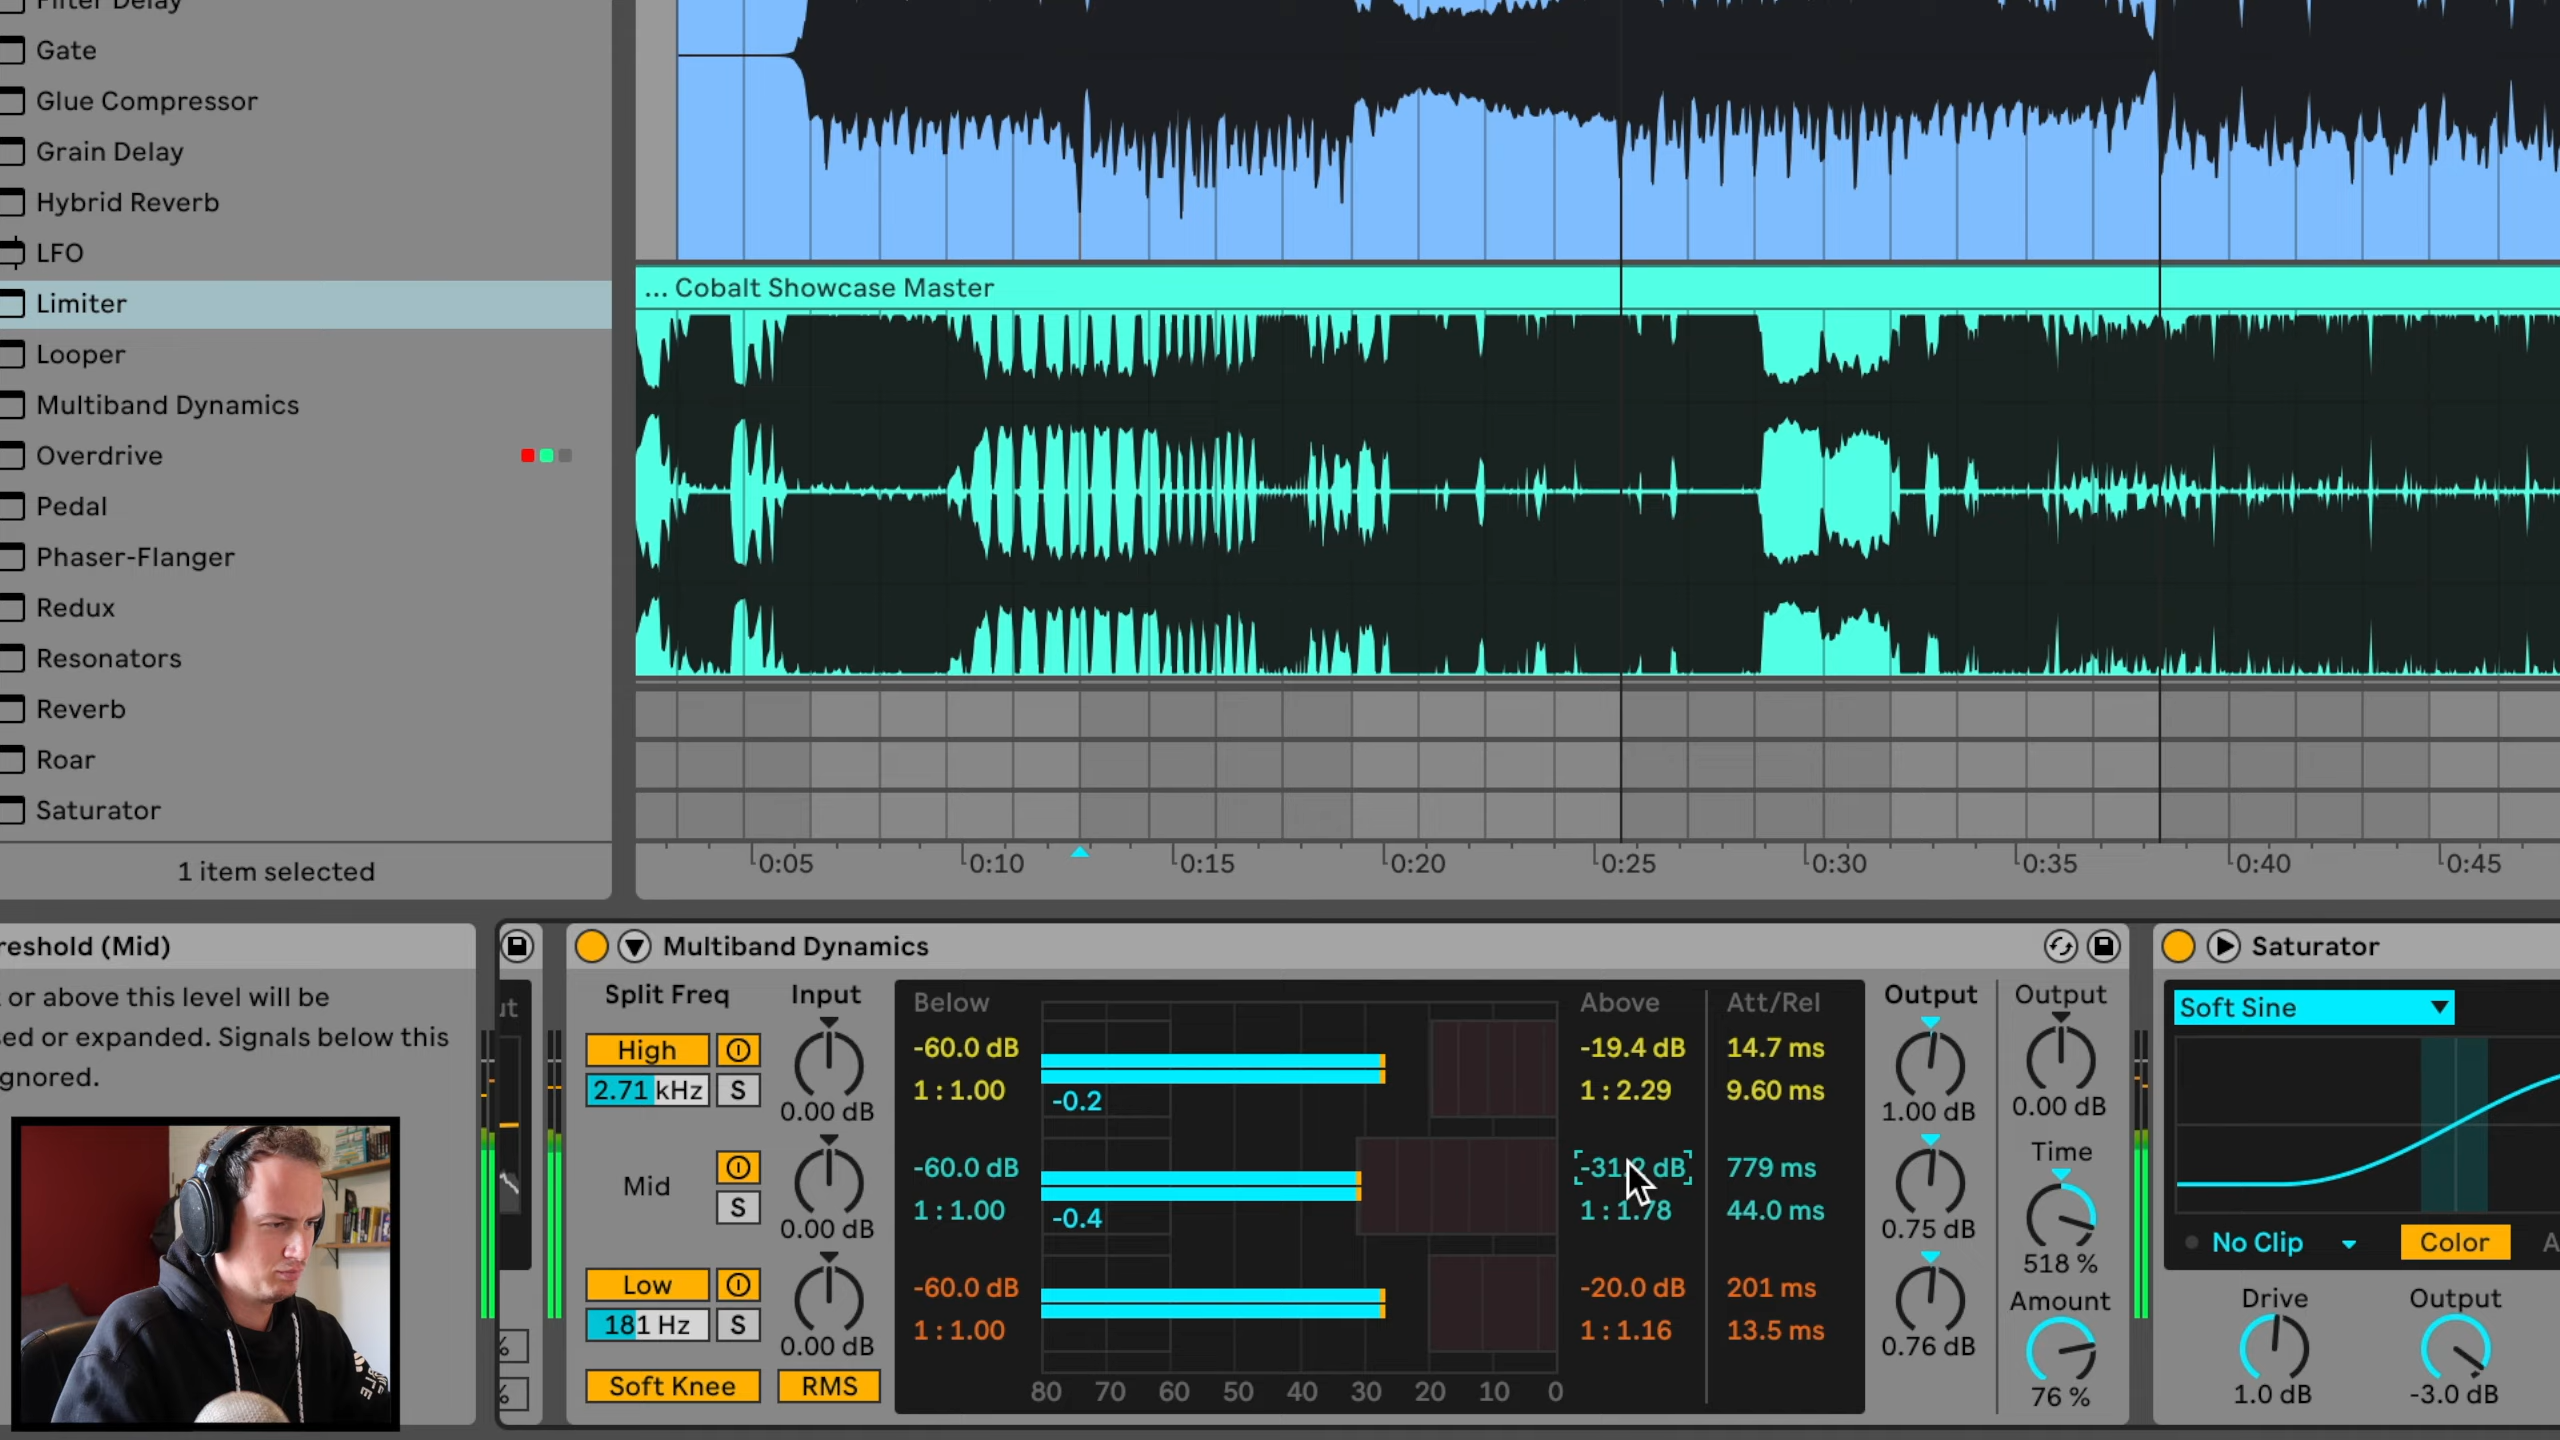 Filter Delay
Gate
Glue Compressor
Grain Delay
Hybrid Reverb
LFO
Limiter
Looper
Multiband Dynamics
Overdrive
Pedal
Phaser-Flanger
Redux
Resonators
Reverb
Roar
Saturator
1 item selected
... Cobalt Showcase Master
0:05 0:10 0:15 0:20 0:25 0:30 0:35 0:40 0:45
reshold (Mid)
or above this level will be
sed or expanded. Signals below this
gnored.
ut
%
%
Multiband Dynamics
Split Freq Input Below Above Att/Rel Output Output
High -60.0 dB -19.4 dB 14.7 ms
2.71 kHz S 0.00 dB 1 : 1.00 -0.2 1 : 2.29 9.60 ms 1.00 dB 0.00 dB
Mid -60.0 dB dB 779 ms Time
S 0.00 dB 1 : 1.00 -0.4 1 : 1.78 44.0 ms 0.75 dB 518 %
Low -60.0 dB -20.0 dB 201 ms Amount
181 Hz S 0.00 dB 1 : 1.00 1 : 1.16 13.5 ms 0.76 dB 76 %
Soft Knee RMS 80 70 60 50 40 30 20 10 0
Saturator
Soft Sine
No Clip Color A
Drive Output
1.0 dB -3.0 dB